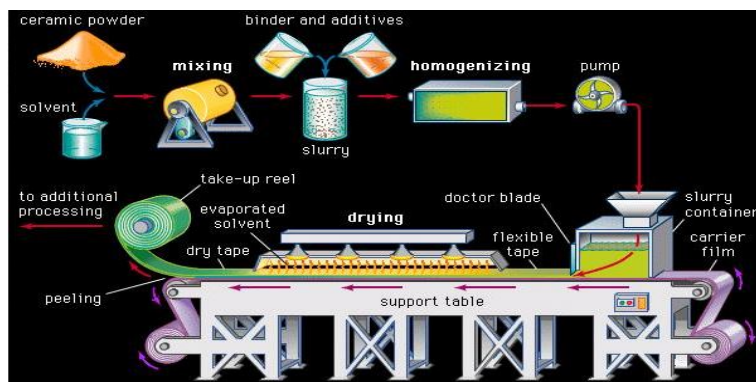 ceramic powder
solvent
mixing
binder and additives
slurry
homogenizing
pump
to additional
processing
take-up reel
evaporated
solvent
dry tape
peeling
drying
flexible
tape
doctor blade
slurry
container
carrier
film
support table